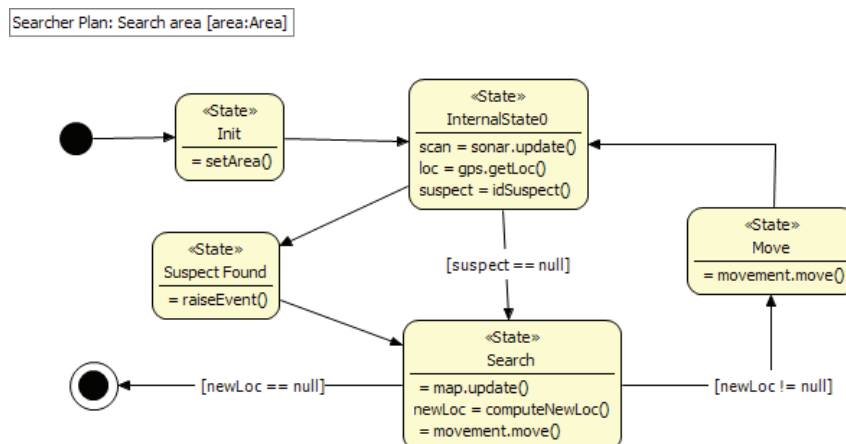 Searcher Plan: Search area [area:Area]
«State»
Init
= setArea()
«State»
InternalState0
scan = sonar.update()
loc = gps.getLoc()
suspect = idSuspect()
«State»
Suspect Found
= raiseEvent()
[suspect == null]
«State»
Move
= movement.move()
«State»
Search
= map.update()
newLoc = computeNewLoc()
= movement.move()
[newLoc == null]
[newLoc != null]